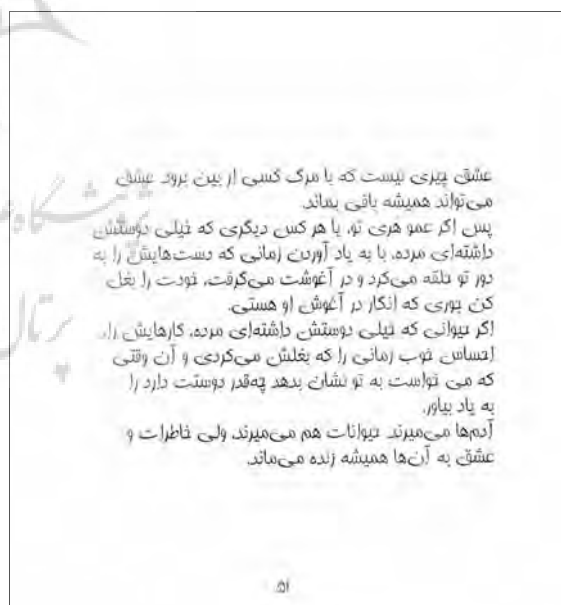 عشق چیزی نیست که با مرگ کسی از بین برود. عشق
می‌تواند همیشه باقی بماند.
پس اگر عمو هری تو، یا هر کس دیگری که خیلی دوستش
داشته‌ای مرده، با به یاد آوردن زمانی که دست‌هایش را به
دور تو حلقه می‌کرد و در آغوشت می‌گرفت، خودت را بغل
کن جوری که انگار در آغوش او هستی.
اگر حیوانی که خیلی دوستش داشته‌ای مرده، کارهایش را،
احساس خوب زمانی را که بغلش می‌کردی و آن وقتی
که می توانست به تو نشان بدهد چه‌قدر دوستت دارد را
به یاد بیاور.
آدم‌ها می‌میرند. حیوانات هم می‌میرند، ولی خاطرات و
عشق به آن‌ها همیشه زنده می‌ماند.
پرتال
۵۱